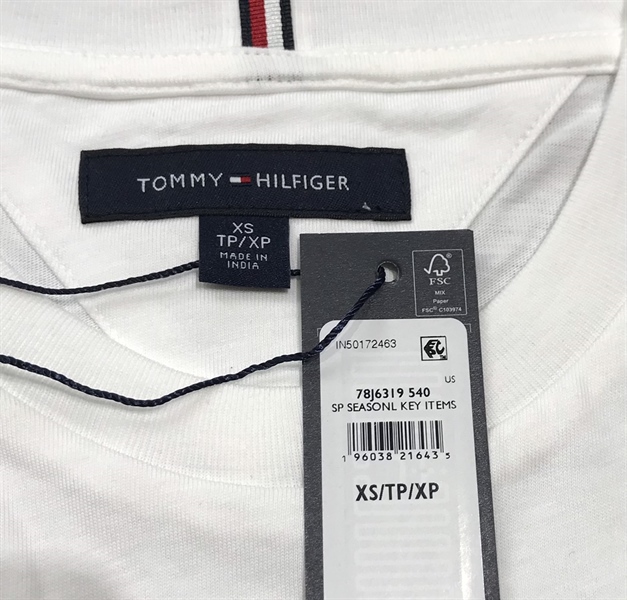 TOMMY HILFIGER
XS
TP/XP
MADE IN
INDIA
FSC
MIX
Paper
FSC® C103974
IN50172463
US
78J6319 540
SP SEASONL KEY ITEMS
1 96038 21643 5
XS/TP/XP